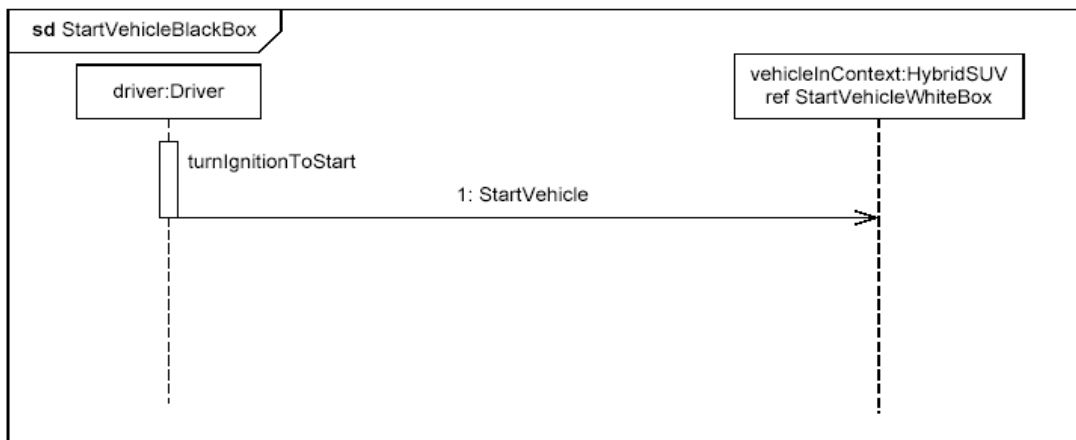 sd StartVehicleBlackBox
driver:Driver
vehicleInContext:HybridSUV
ref StartVehicleWhiteBox
turnIgnitionToStart
1: StartVehicle